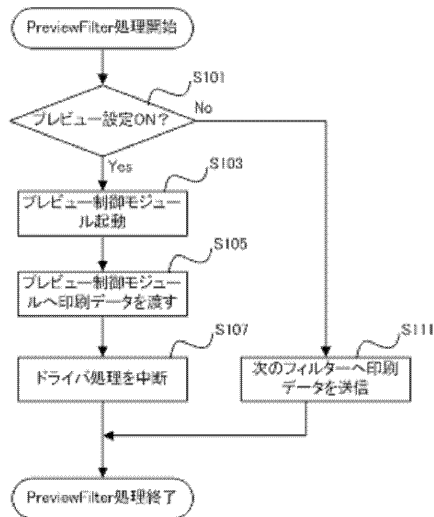 PreviewFilter処理開始
S101
プレビュー設定ON？
No
Yes
S103
プレビュー制御モジュー
ル起動
S105
プレビュー制御モジュー
ルへ印刷データを渡す
S107
ドライバ処理を中断
S111
次のフィルターへ印刷
データを送信
PreviewFilter処理終了